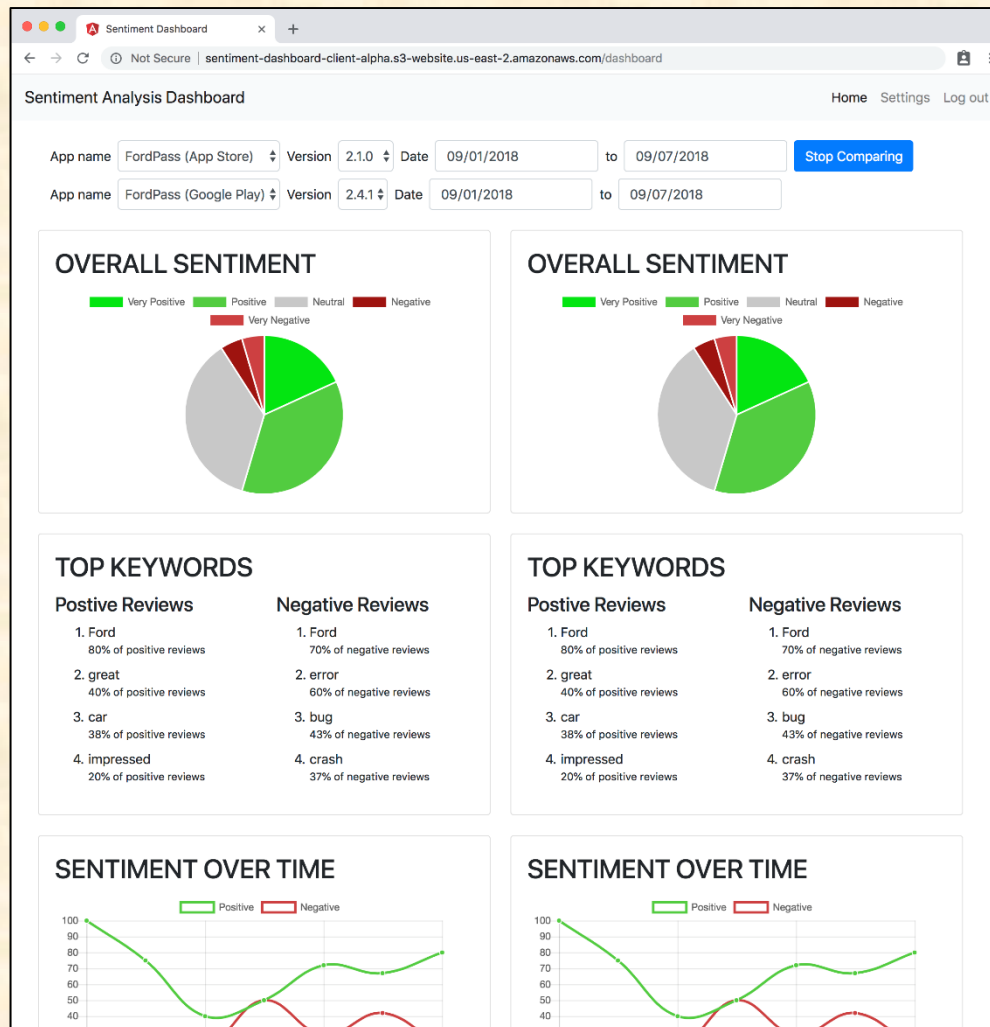 Sentiment Dashboard
Not Secure | sentiment-dashboard-client-alpha.s3-website.us-east-2.amazonaws.com/dashboard
Sentiment Analysis Dashboard Home Settings Log out
App name FordPass (App Store) Version 2.1.0 Date 09/01/2018 to 09/07/2018 Stop Comparing
App name FordPass (Google Play) Version 2.4.1 Date 09/01/2018 to 09/07/2018
OVERALL SENTIMENT
Very Positive Positive Neutral Negative
Very Negative
OVERALL SENTIMENT
Very Positive Positive Neutral Negative
Very Negative
TOP KEYWORDS
Postive Reviews
1. Ford
80% of positive reviews
2. great
40% of positive reviews
3. car
38% of positive reviews
4. impressed
20% of positive reviews
Negative Reviews
1. Ford
70% of negative reviews
2. error
60% of negative reviews
3. bug
43% of negative reviews
4. crash
37% of negative reviews
TOP KEYWORDS
Postive Reviews
1. Ford
80% of positive reviews
2. great
40% of positive reviews
3. car
38% of positive reviews
4. impressed
20% of positive reviews
Negative Reviews
1. Ford
70% of negative reviews
2. error
60% of negative reviews
3. bug
43% of negative reviews
4. crash
37% of negative reviews
SENTIMENT OVER TIME
Positive Negative
100
90
80
70
60
50
40
SENTIMENT OVER TIME
Positive Negative
100
90
80
70
60
50
40